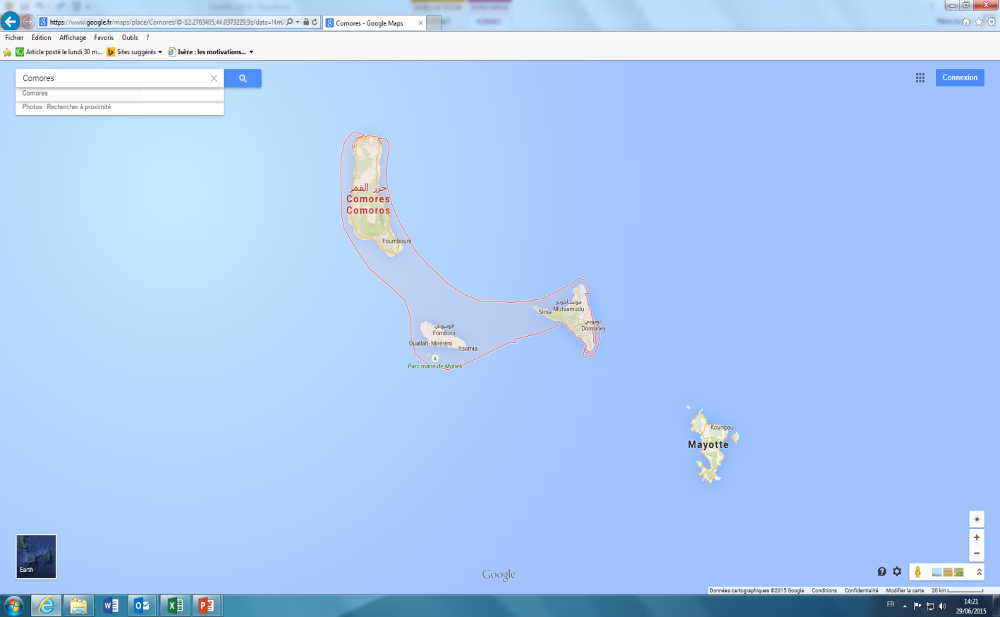 https://www.google.fr/maps/place/Comores/@-12.2703405,44.0373229,9z/data=!4m
Comores - Google Maps
Fichier Edition Affichage Favoris Outils ?
Article posté le lundi 30 m... Sites suggérés Isère : les motivations...
Comores
Connexion
Comores
Photos · Rechercher à proximité
جزر القمر
Comores
Comoros
Foumbouni
موتسامودو
Sima Mutsamudu
دوموني
Domoney
فومبوني
Fomboni
Ouallah-Miréréni
Itsamia
Parc marin de Mohéli
Koungou
Mayotte
Earth
Google
Données cartographiques ©2015 Google Conditions Confidentialité Modifier la carte 20 km
FR
14:21
29/06/2015